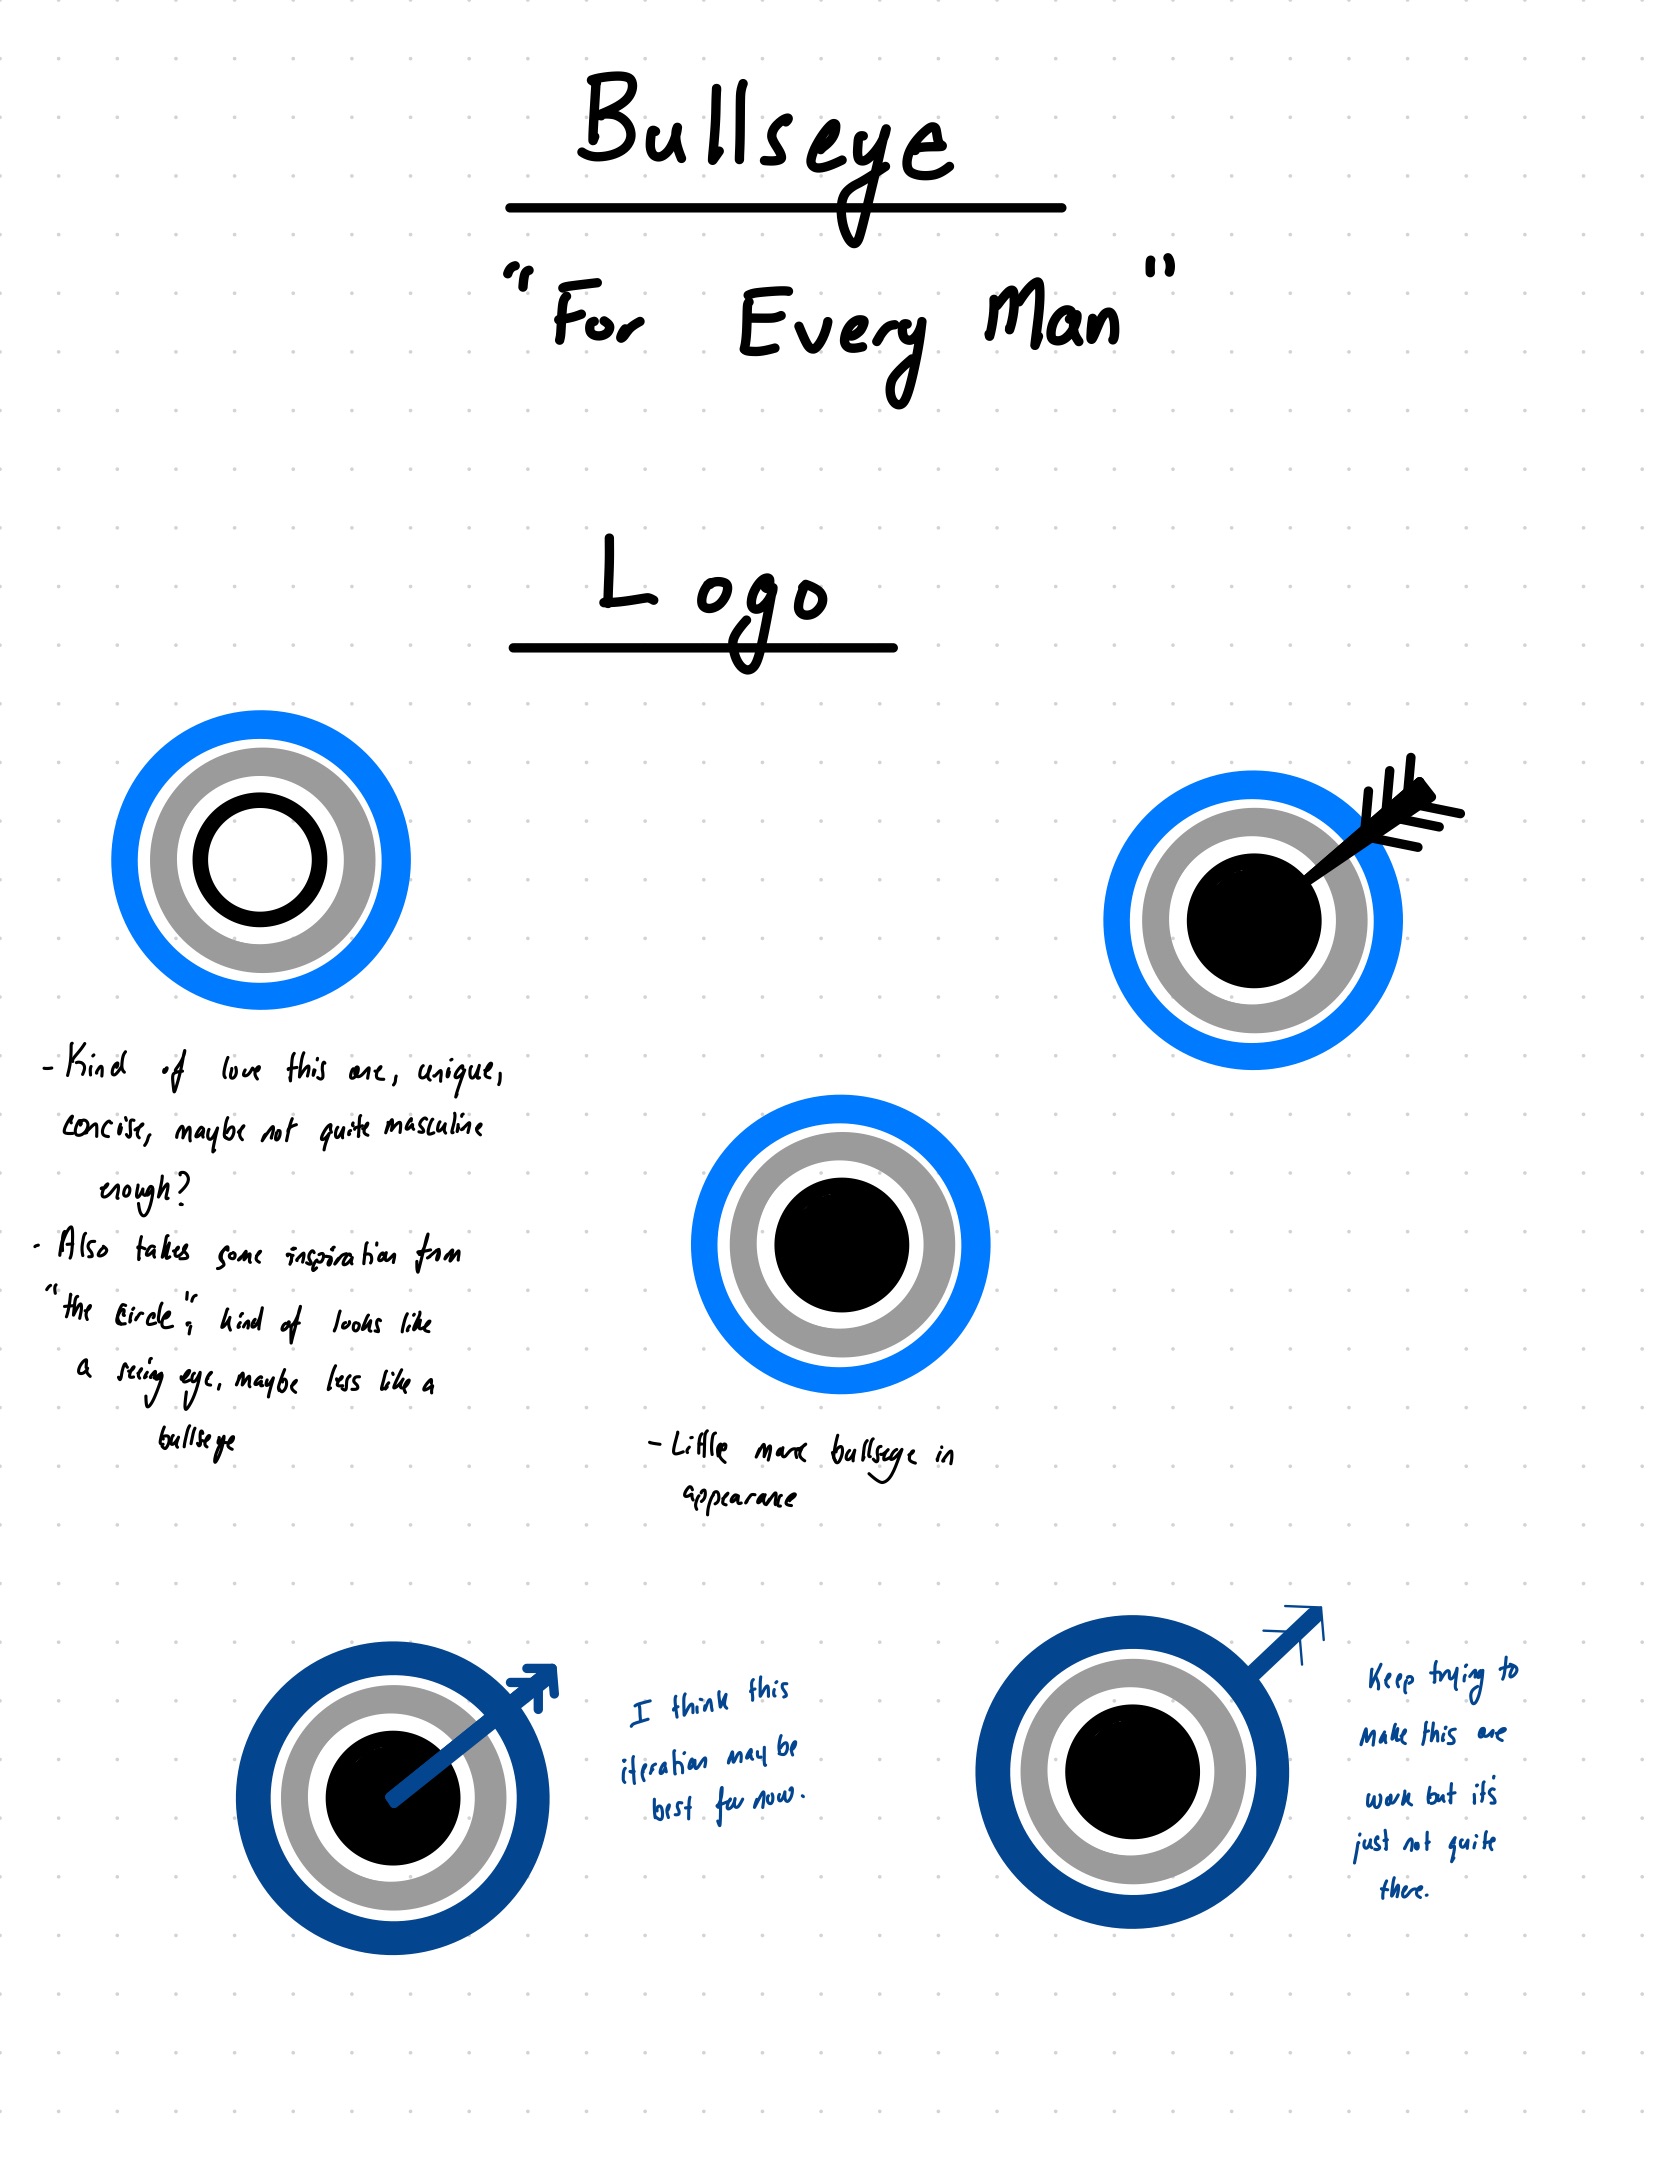 Bullseye
"For Every Man"
Logo
- Kind of love this one, unique,
concise, maybe not quite masculine
enough?
- Also takes some inspiration from
"the circle", kind of looks like
a seeing eye, maybe less like a
bullseye
- Little more bullseye in
appearance
I think this
iteration may be
best for now.
Keep trying to
make this one
work but it's
just not quite
there.